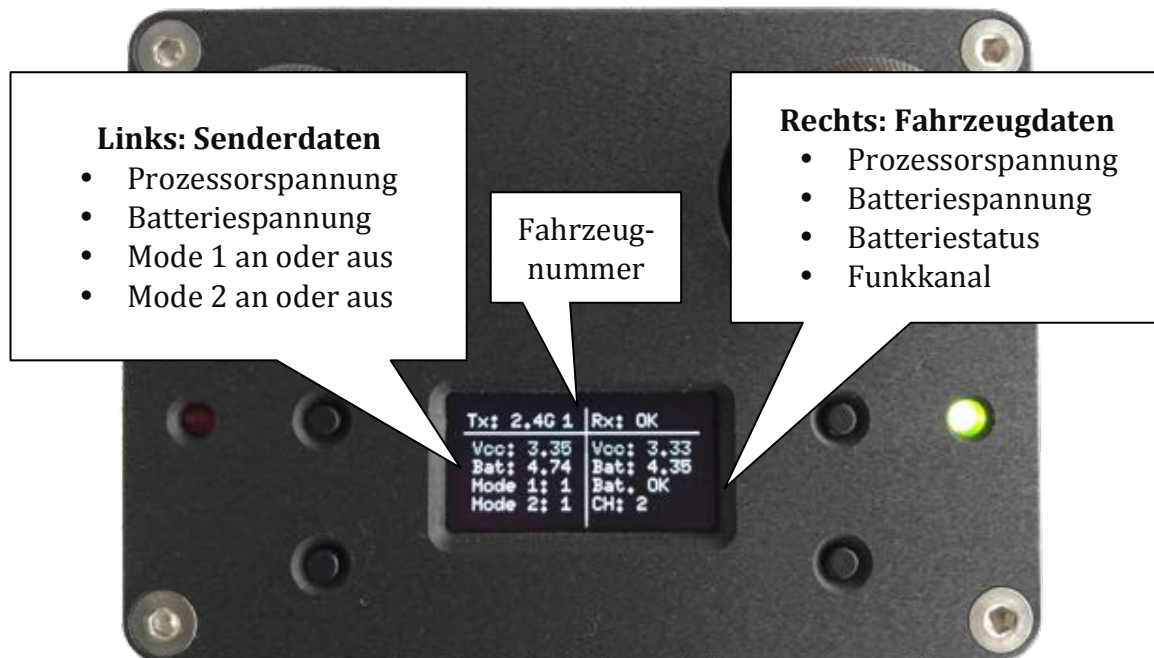 Links: Senderdaten
• Prozessorspannung
• Batteriespannung
• Mode 1 an oder aus
• Mode 2 an oder aus
Fahrzeug-
nummer
Rechts: Fahrzeugdaten
• Prozessorspannung
• Batteriespannung
• Batteriestatus
• Funkkanal
Tx: 2.4G 1
Vcc: 3.35
Bat: 4.74
Mode 1: 1
Mode 2: 1
Rx: OK
Vcc: 3.33
Bat: 4.35
Bat. OK
CH: 2